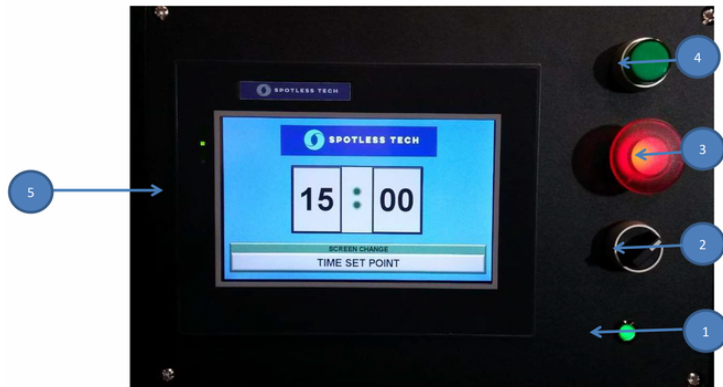 SPOTLESS TECH
SPOTLESS TECH
15 : 00
SCREEN CHANGE
TIME SET POINT
4
3
2
1
5